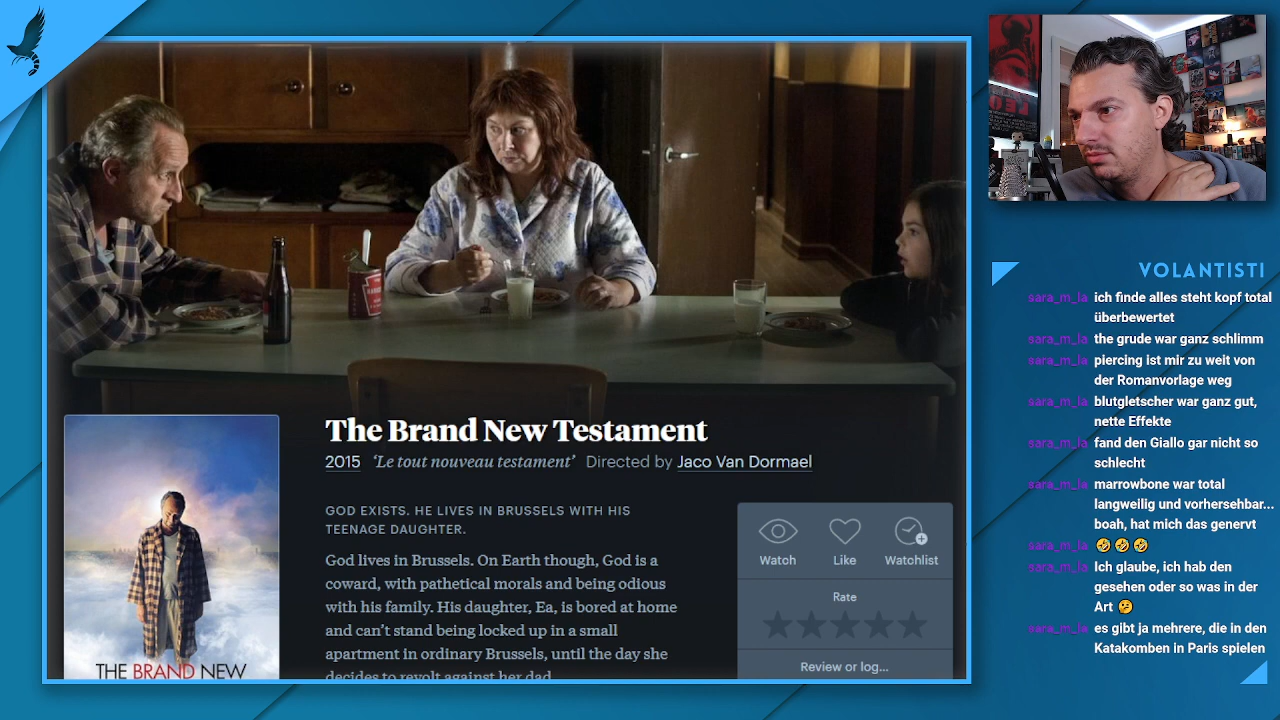 The Brand New Testament
2015 ‘Le tout nouveau testament’ Directed by Jaco Van Dormael
GOD EXISTS. HE LIVES IN BRUSSELS WITH HIS
TEENAGE DAUGHTER.
God lives in Brussels. On Earth though, God is a
coward, with pathetical morals and being odious
with his family. His daughter, Ea, is bored at home
and can’t stand being locked up in a small
apartment in ordinary Brussels, until the day she
decides to revolt against her dad
Watch Like Watchlist
Rate
Review or log...
THE BRAND NEW
VOLANTISTI
sara_m_la ich finde alles steht kopf total
überbewertet
sara_m_la the grude war ganz schlimm
sara_m_la piercing ist mir zu weit von
der Romanvorlage weg
sara_m_la blutgletscher war ganz gut,
nette Effekte
sara_m_la fand den Giallo gar nicht so
schlecht
sara_m_la marrowbone war total
langweilig und vorhersehbar...
boah, hat mich das genervt
sara_m_la 🤣🤣🤣
sara_m_la Ich glaube, ich hab den
gesehen oder so was in der
Art 🤔
sara_m_la es gibt ja mehrere, die in den
Katakomben in Paris spielen